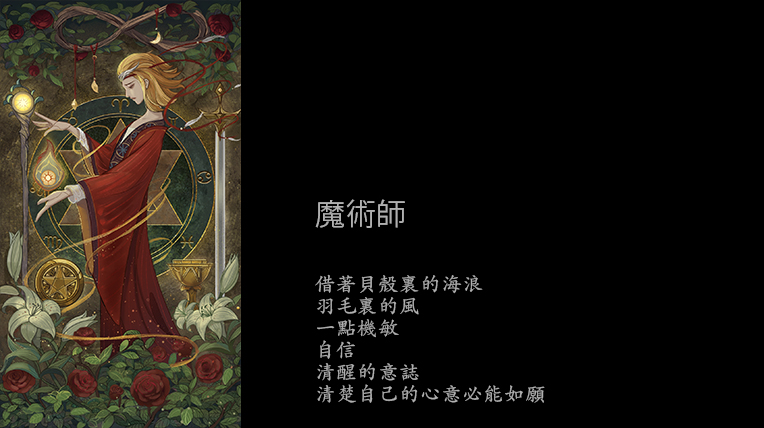 魔術師
借著貝殼裏的海浪
羽毛裏的風
一點機敏
自信
清醒的意誌
清楚自己的心意必能如願